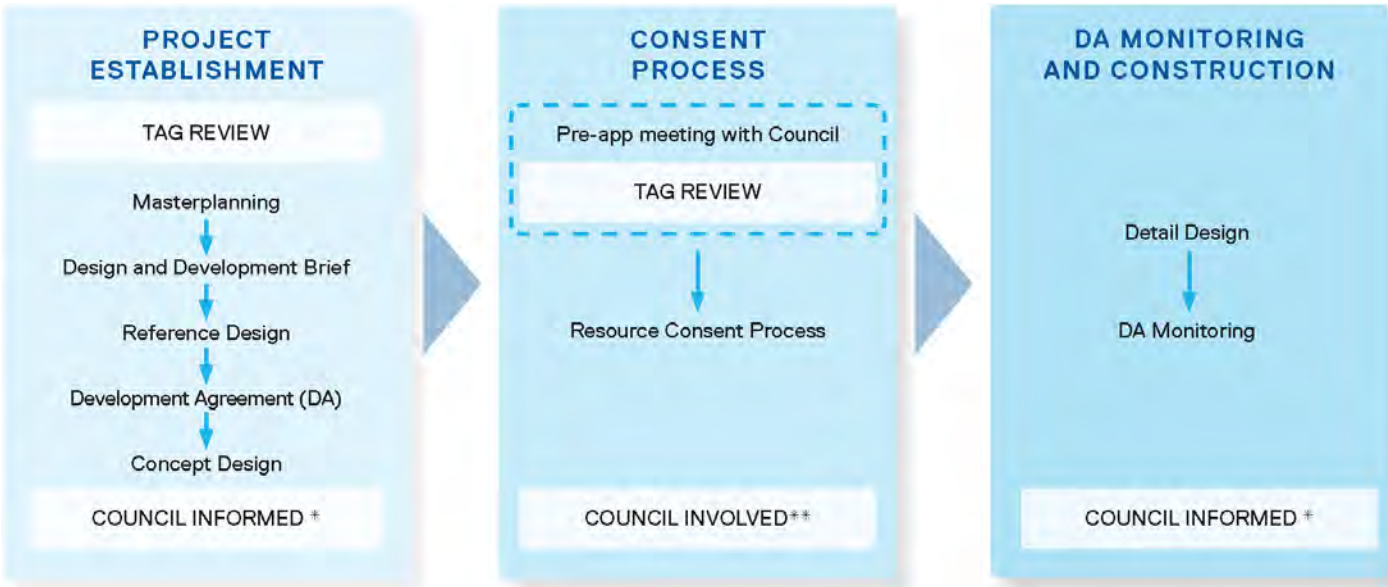 PROJECT
ESTABLISHMENT
TAG REVIEW
Masterplanning
Design and Development Brief
Reference Design
Development Agreement (DA)
Concept Design
COUNCIL INFORMED *
CONSENT
PROCESS
Pre-app meeting with Council
TAG REVIEW
Resource Consent Process
COUNCIL INVOLVED**
DA MONITORING
AND CONSTRUCTION
Detail Design
DA Monitoring
COUNCIL INFORMED *